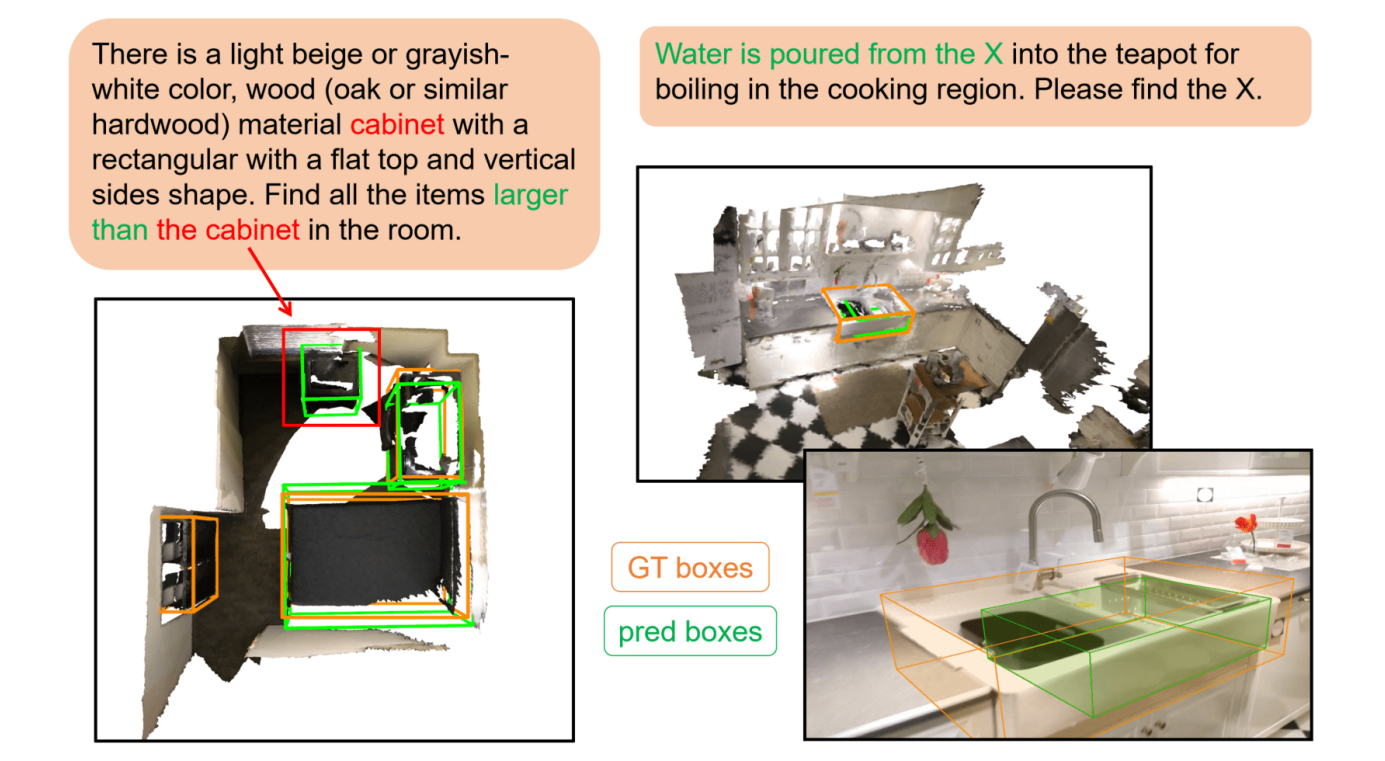 There is a light beige or grayish-
white color, wood (oak or similar
hardwood) material cabinet with a
rectangular with a flat top and vertical
sides shape. Find all the items larger
than the cabinet in the room.
Water is poured from the X into the teapot for
boiling in the cooking region. Please find the X.
GT boxes
pred boxes